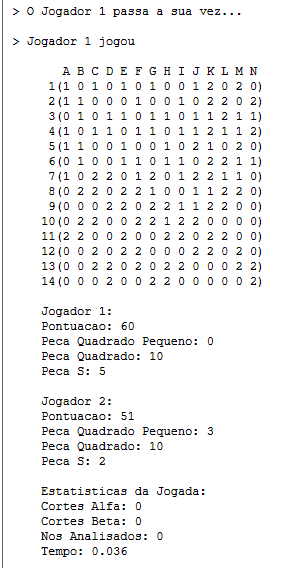 > O Jogador 1 passa a sua vez...
> Jogador 1 jogou
A B C D E F G H I J K L M N
1(1 0 1 0 1 0 1 0 0 1 2 0 2 0)
2(1 1 0 0 0 1 0 0 1 0 2 2 0 2)
3(0 1 0 1 1 0 1 1 0 1 1 2 1 1)
4(1 0 1 1 0 1 1 0 1 1 2 1 1 2)
5(1 1 0 0 1 0 0 1 0 2 1 0 2 0)
6(0 1 0 0 1 1 0 1 1 0 2 2 1 1)
7(1 0 2 2 0 1 2 0 1 2 2 1 1 0)
8(0 2 2 0 2 2 1 0 0 1 1 2 2 0)
9(0 0 0 2 2 0 2 2 1 1 2 2 0 0)
10(0 2 2 0 0 2 2 1 2 2 0 0 0 0)
11(2 2 0 0 2 0 0 2 2 0 2 2 0 0)
12(0 0 2 0 2 2 0 0 0 2 2 0 2 0)
13(0 0 2 2 0 2 0 2 2 0 0 0 2 2)
14(0 0 0 2 0 0 2 2 0 0 0 0 0 2)
Jogador 1:
Pontuacao: 60
Peca Quadrado Pequeno: 0
Peca Quadrado: 10
Peca S: 5
Jogador 2:
Pontuacao: 51
Peca Quadrado Pequeno: 3
Peca Quadrado: 10
Peca S: 2
Estatisticas da Jogada:
Cortes Alfa: 0
Cortes Beta: 0
Nos Analisados: 0
Tempo: 0.036